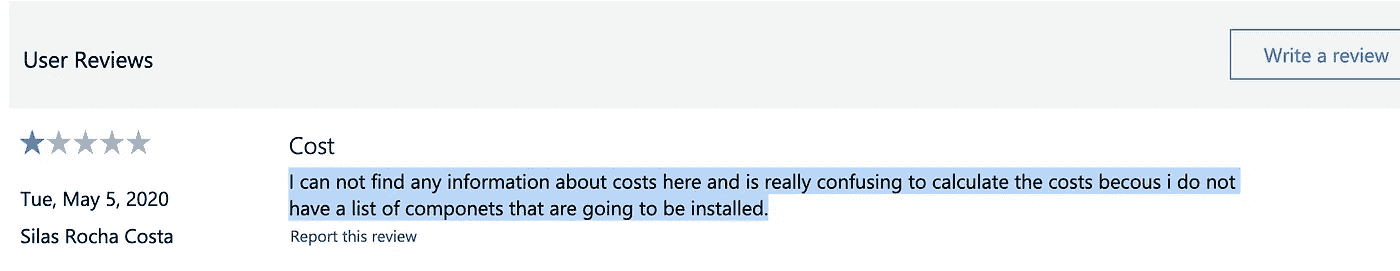 User Reviews
Write a review
Cost
I can not find any information about costs here and is really confusing to calculate the costs becous i do not
have a list of componets that are going to be installed.
Tue, May 5, 2020
Silas Rocha Costa
Report this review